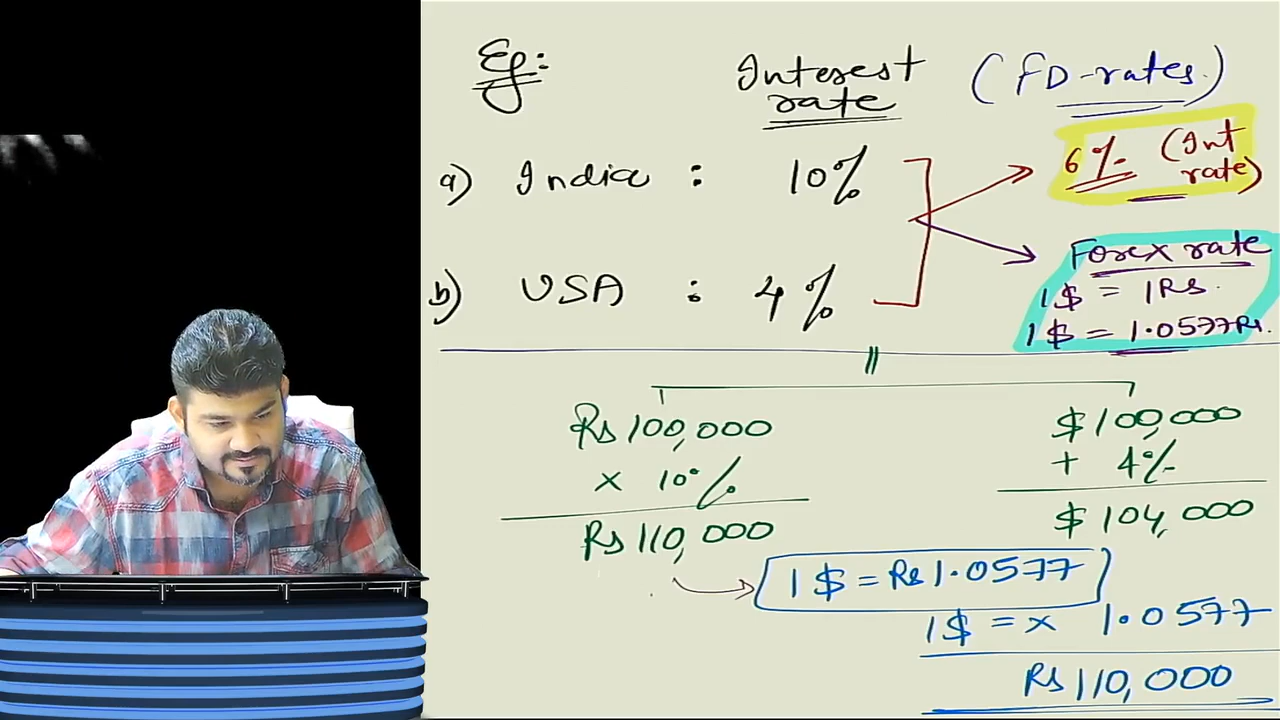 Eg:
Interest rate (FD-rates.)
a) India : 10%
6% (Int rate)
b) USA : 4%
Forex rate
1$ = 1Rs.
1$ = 1.0577Rs.
Rs 100,000
x 10%
Rs 110,000
$100,000
+ 4%
$ 104,000
1$ = Rs 1.0577
1$ = x 1.0577
Rs 110,000